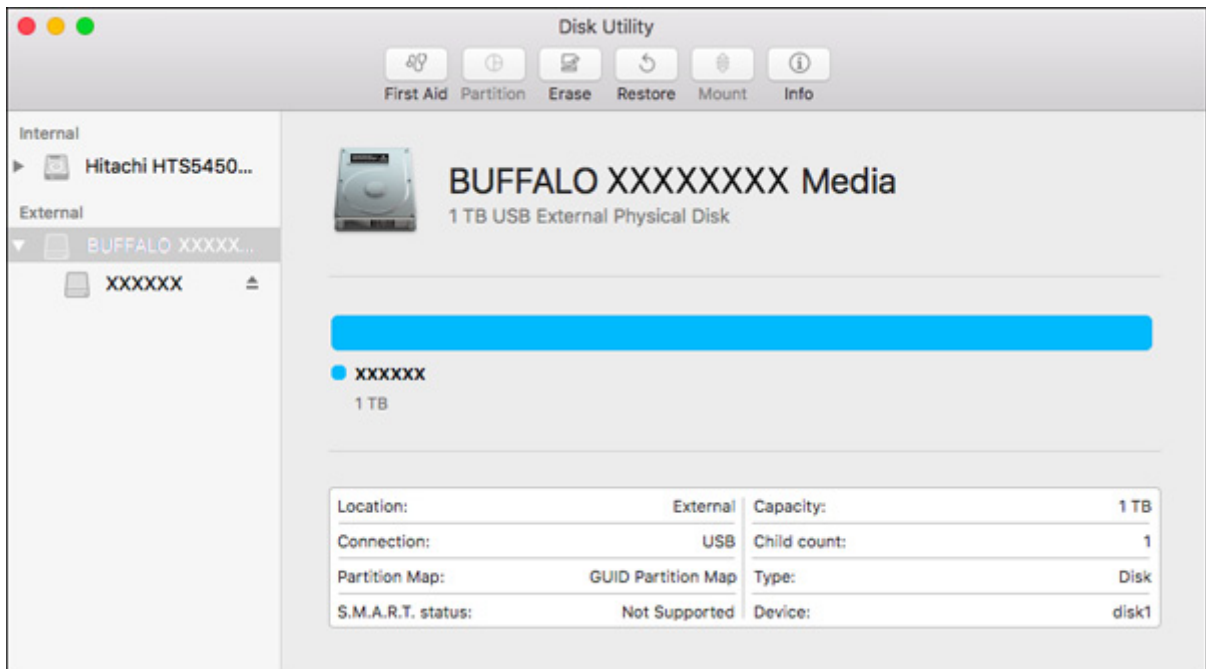 Disk Utility
First Aid Partition Erase Restore Mount Info
Internal
Hitachi HTS5450...
External
BUFFALO XXXXX...
XXXXXX
BUFFALO XXXXXXXX Media
1 TB USB External Physical Disk
XXXXXX
1 TB
Location: External Capacity: 1 TB
Connection: USB Child count: 1
Partition Map: GUID Partition Map Type: Disk
S.M.A.R.T. status: Not Supported Device: disk1